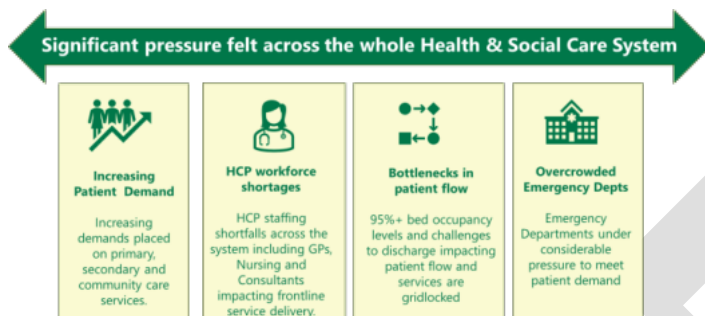 Significant pressure felt across the whole Health & Social Care System
Increasing
Patient Demand
Increasing
demands placed
on primary,
secondary and
community care
services.
HCP workforce
shortages
HCP staffing
shortfalls across the
system including GPs,
Nursing and
Consultants
impacting frontline
service delivery.
Bottlenecks in
patient flow
95%+ bed occupancy
levels and challenges
to discharge impacting
patient flow and
services are
gridlocked
Overcrowded
Emergency Depts
Emergency
Departments under
considerable
pressure to meet
patient demand